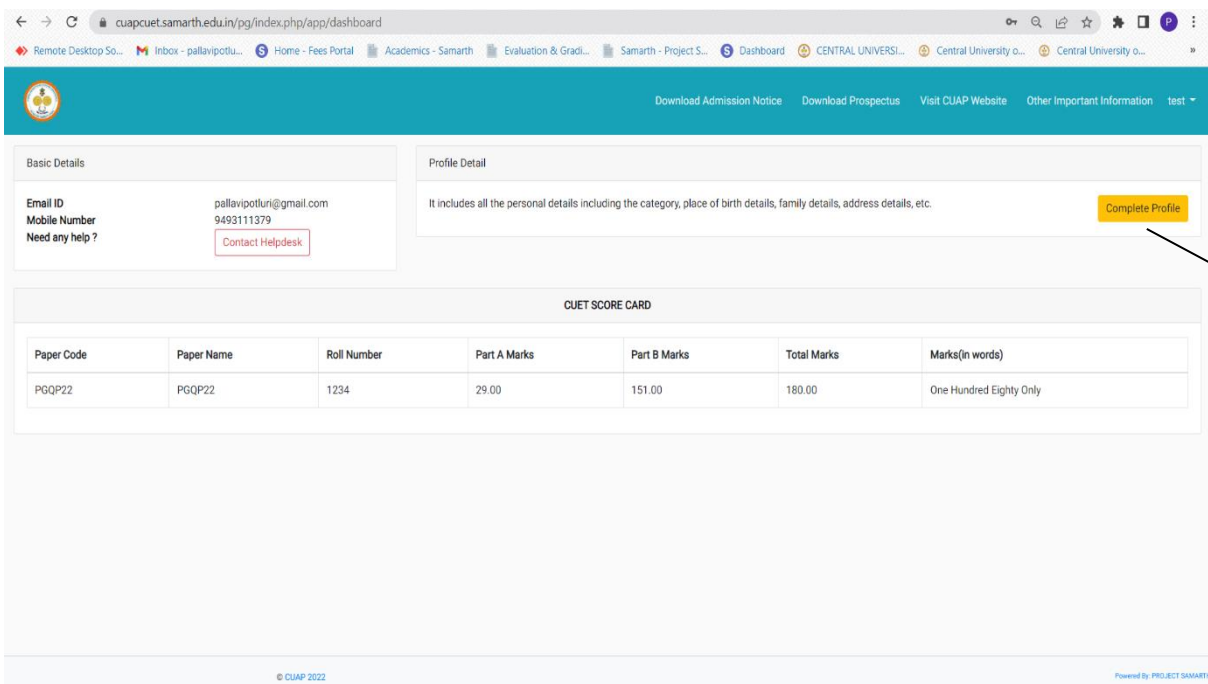 cuapcuet.samarth.edu.in/pg/index.php/app/dashboard
P
Remote Desktop So... Inbox - pallavipotlu... Home - Fees Portal Academics - Samarth Evaluation & Gradi... Samarth - Project S... Dashboard CENTRAL UNIVERSI... Central University o... Central University o... »
Download Admission Notice Download Prospectus Visit CUAP Website Other Important Information test
Basic Details
Email ID pallavipotluri@gmail.com
Mobile Number 9493111379
Need any help ? Contact Helpdesk
Profile Detail
It includes all the personal details including the category, place of birth details, family details, address details, etc. Complete Profile
CUET SCORE CARD
Paper Code Paper Name Roll Number Part A Marks Part B Marks Total Marks Marks(in words)
PGQP22 PGQP22 1234 29.00 151.00 180.00 One Hundred Eighty Only
© CUAP 2022 Powered By: PROJECT SAMARTH